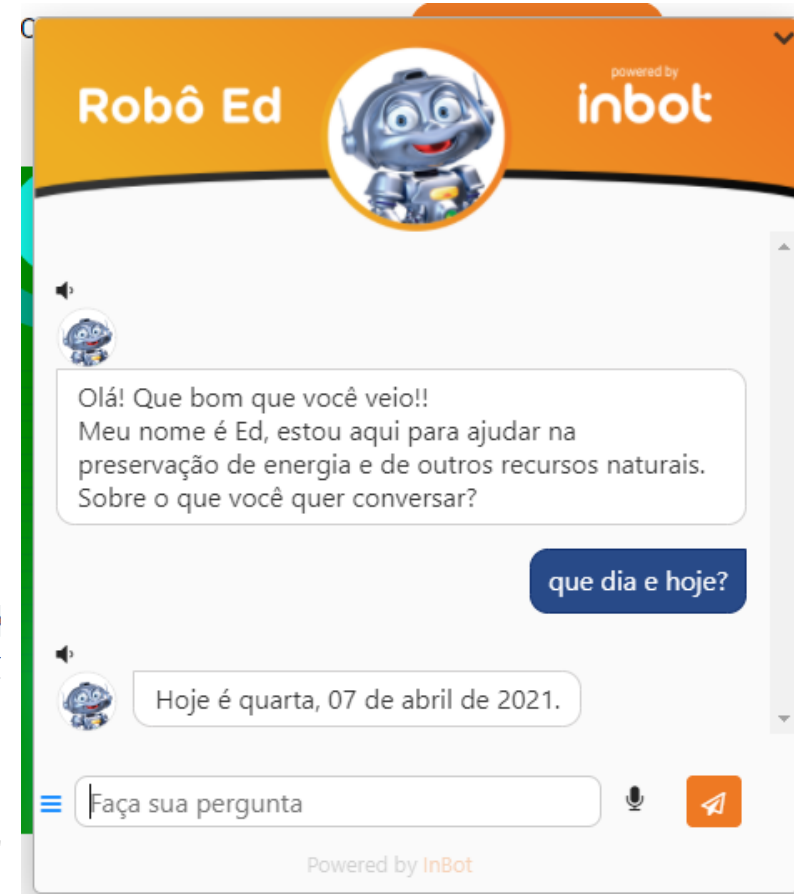 Robô Ed
powered by
inbot
Olá! Que bom que você veio!!
Meu nome é Ed, estou aqui para ajudar na
preservação de energia e de outros recursos naturais.
Sobre o que você quer conversar?
que dia e hoje?
Hoje é quarta, 07 de abril de 2021.
Faça sua pergunta
Powered by InBot